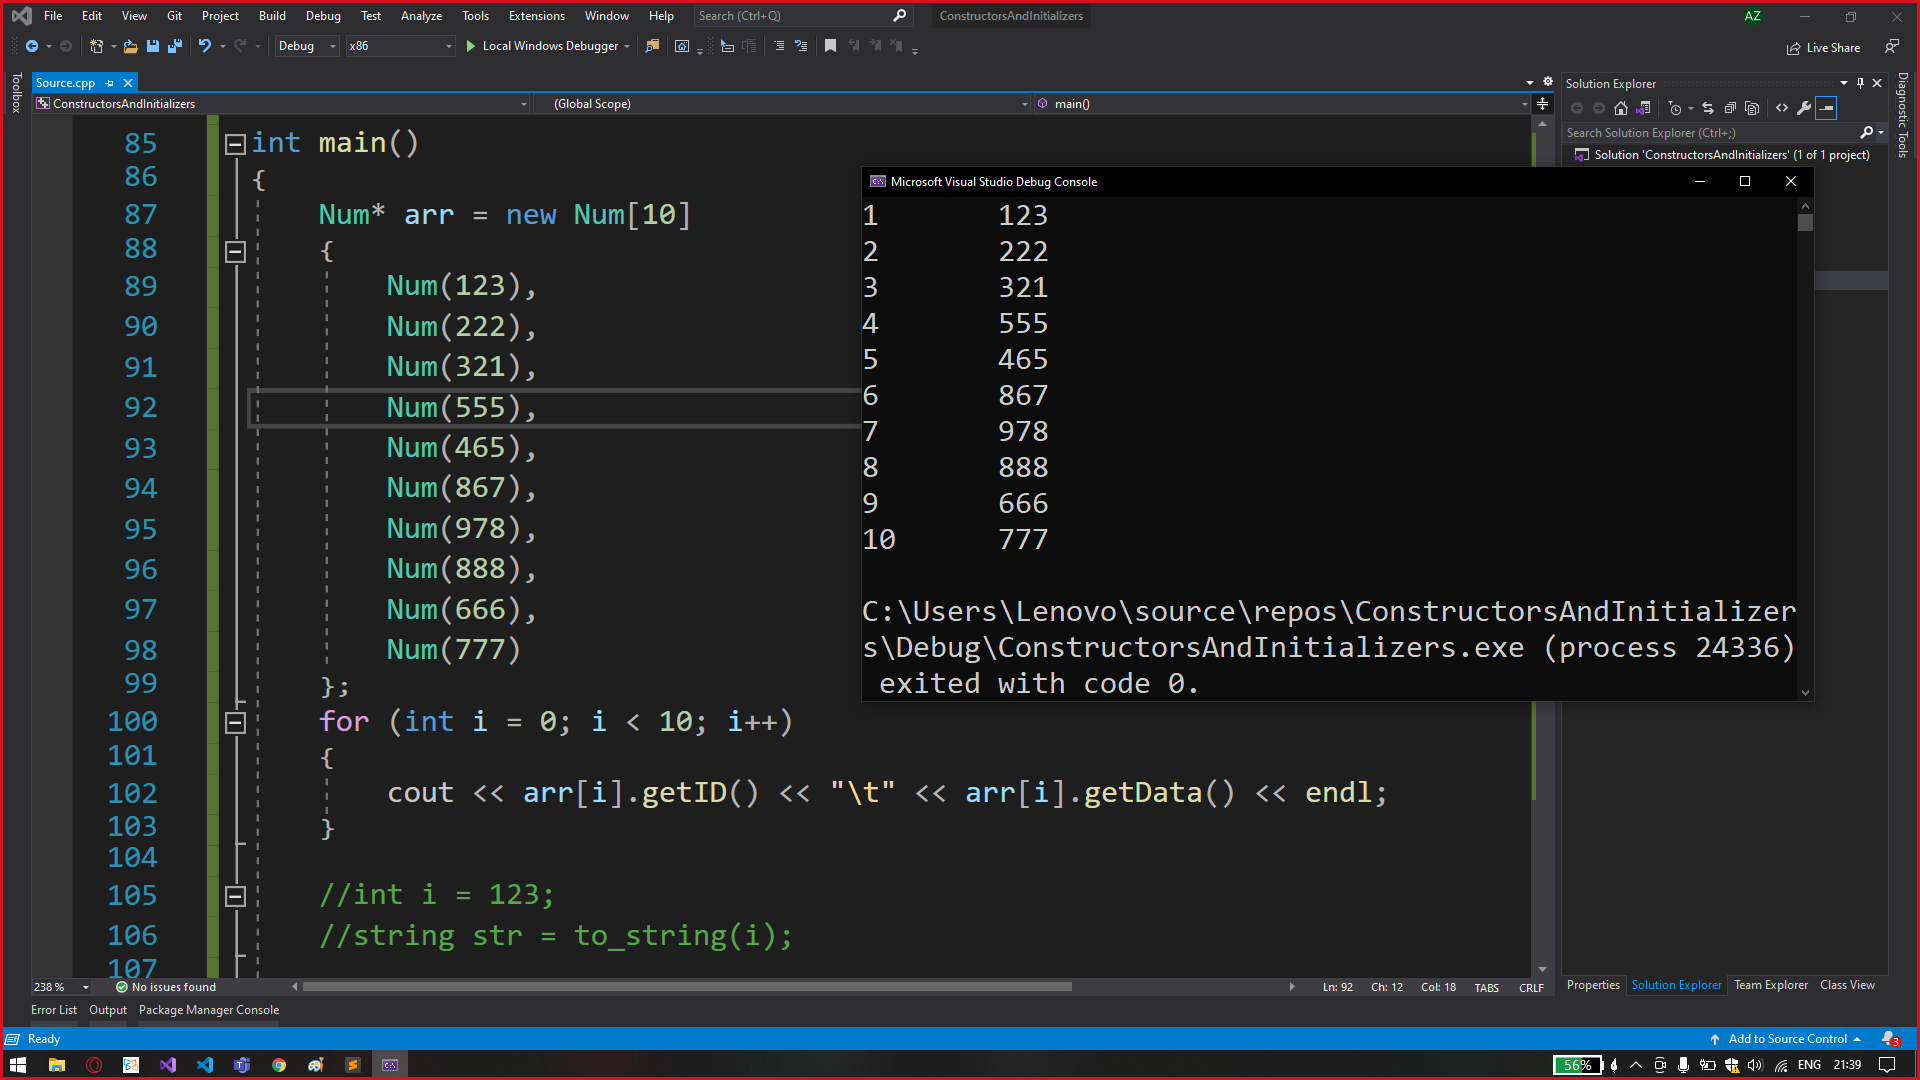 File Edit View Git Project Build Debug Test Analyze Tools Extensions Window Help Search (Ctrl+Q) ConstructorsAndInitializers AZ
Debug x86 Local Windows Debugger Live Share
Toolbox
Source.cpp
ConstructorsAndInitializers (Global Scope) main()
85 int main()
86 {
87 Num* arr = new Num[10]
88 {
89 Num(123),
90 Num(222),
91 Num(321),
92 Num(555),
93 Num(465),
94 Num(867),
95 Num(978),
96 Num(888),
97 Num(666),
98 Num(777)
99 };
100 for (int i = 0; i < 10; i++)
101 {
102 cout << arr[i].getID() << "\t" << arr[i].getData() << endl;
103 }
104
105 //int i = 123;
106 //string str = to_string(i);
107
Microsoft Visual Studio Debug Console
1 123
2 222
3 321
4 555
5 465
6 867
7 978
8 888
9 666
10 777
C:\Users\Lenovo\source\repos\ConstructorsAndInitializer
s\Debug\ConstructorsAndInitializers.exe (process 24336)
exited with code 0.
Solution Explorer
Search Solution Explorer (Ctrl+;)
Solution 'ConstructorsAndInitializers' (1 of 1 project)
Diagnostic Tools
Properties Solution Explorer Team Explorer Class View
238 % No issues found Ln: 92 Ch: 12 Col: 18 TABS CRLF
Error List Output Package Manager Console
Ready Add to Source Control 3
56% ENG 21:39